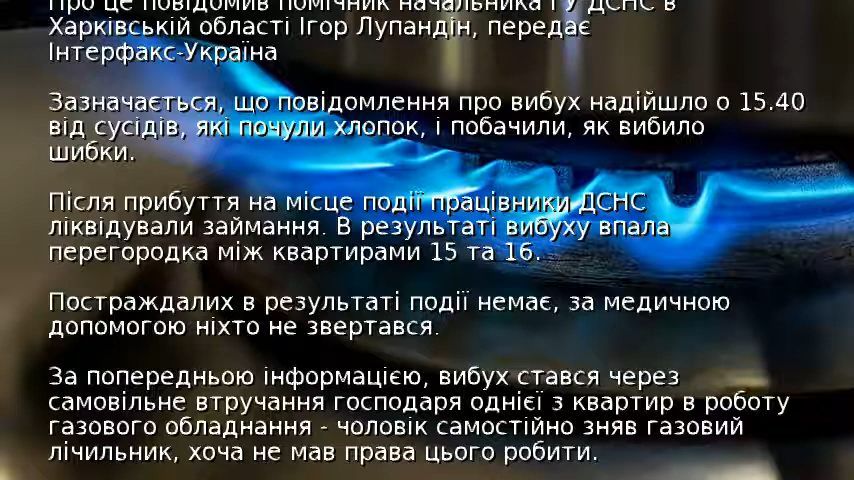 Про це повідомив помічник начальника ГУ ДСНС в
Харківській області Ігор Лупандін, передає
Інтерфакс-Україна
Зазначається, що повідомлення про вибух надійшло о 15.40
від сусідів, які почули хлопок, і побачили, як вибило
шибки.
Після прибуття на місце події працівники ДСНС
ліквідували займання. В результаті вибуху впала
перегородка між квартирами 15 та 16.
Постраждалих в результаті події немає, за медичною
допомогою ніхто не звертався.
За попередньою інформацією, вибух стався через
самовільне втручання господаря однієї з квартир в роботу
газового обладнання - чоловік самостійно зняв газовий
лічильник, хоча не мав права цього робити.